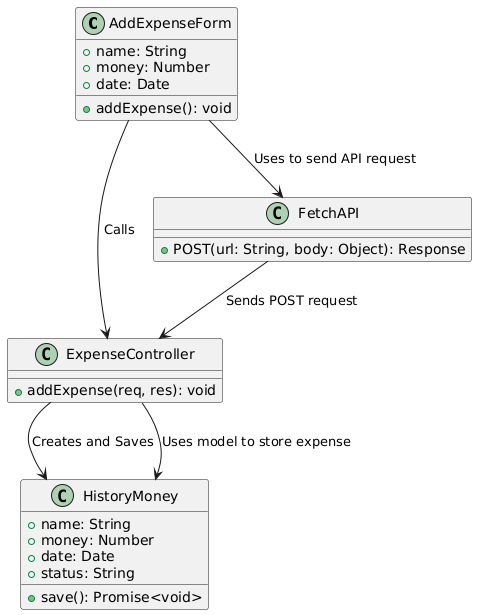 C AddExpenseForm
name: String
money: Number
date: Date
addExpense(): void
Uses to send API request
Calls
C FetchAPI
POST(url: String, body: Object): Response
Sends POST request
C ExpenseController
addExpense(req, res): void
Creates and Saves
Uses model to store expense
C HistoryMoney
name: String
money: Number
date: Date
status: String
save(): Promise<void>